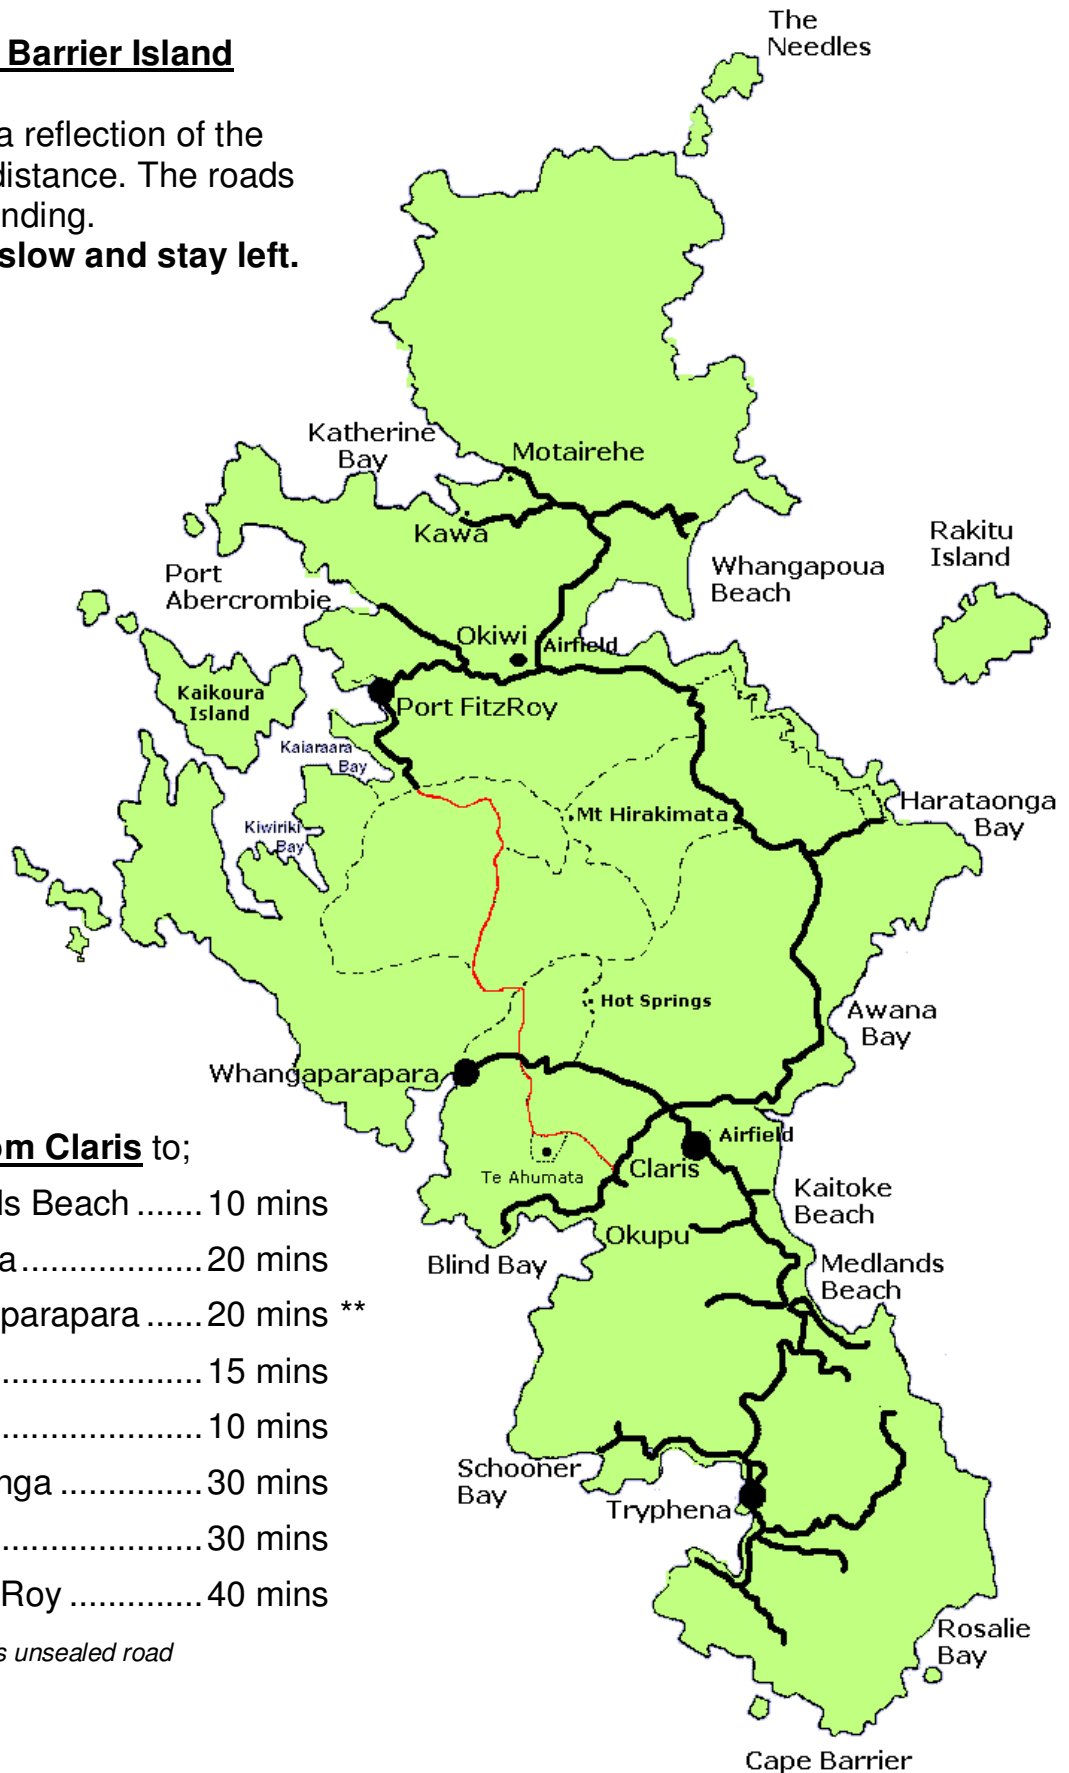 Barrier Island
a reflection of the
distance. The roads
nding.
slow and stay left.
The
Needles
Katherine
Bay
Motairehe
Kawa
Rakitu
Island
Whangapoua
Beach
Port
Abercrombie
Okiwi
Airfield
Kaikoura
Island
Port FitzRoy
Kaiaraara
Bay
Mt Hirakimata
Harataonga
Bay
Kiwiriki
Bay
Hot Springs
Awana
Bay
Whangaparapara
Airfield
Claris
Te Ahumata
Kaitoke
Beach
Okupu
Blind Bay
Medlands
Beach
om Claris to;
ls Beach ....... 10 mins
a ................... 20 mins
parapara ...... 20 mins **
..................... 15 mins
..................... 10 mins
nga ............... 30 mins
..................... 30 mins
Roy .............. 40 mins
s unsealed road
Schooner
Bay
Tryphena
Rosalie
Bay
Cape Barrier